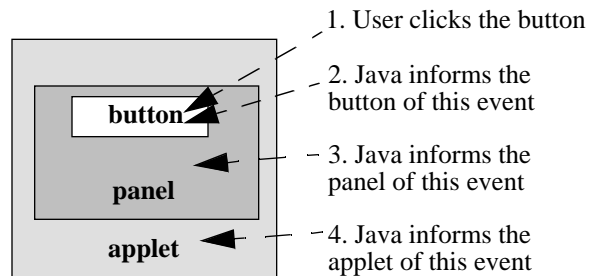 1. User clicks the button
2. Java informs the
button of this event
button
3. Java informs the
panel of this event
panel
4. Java informs the
applet of this event
applet